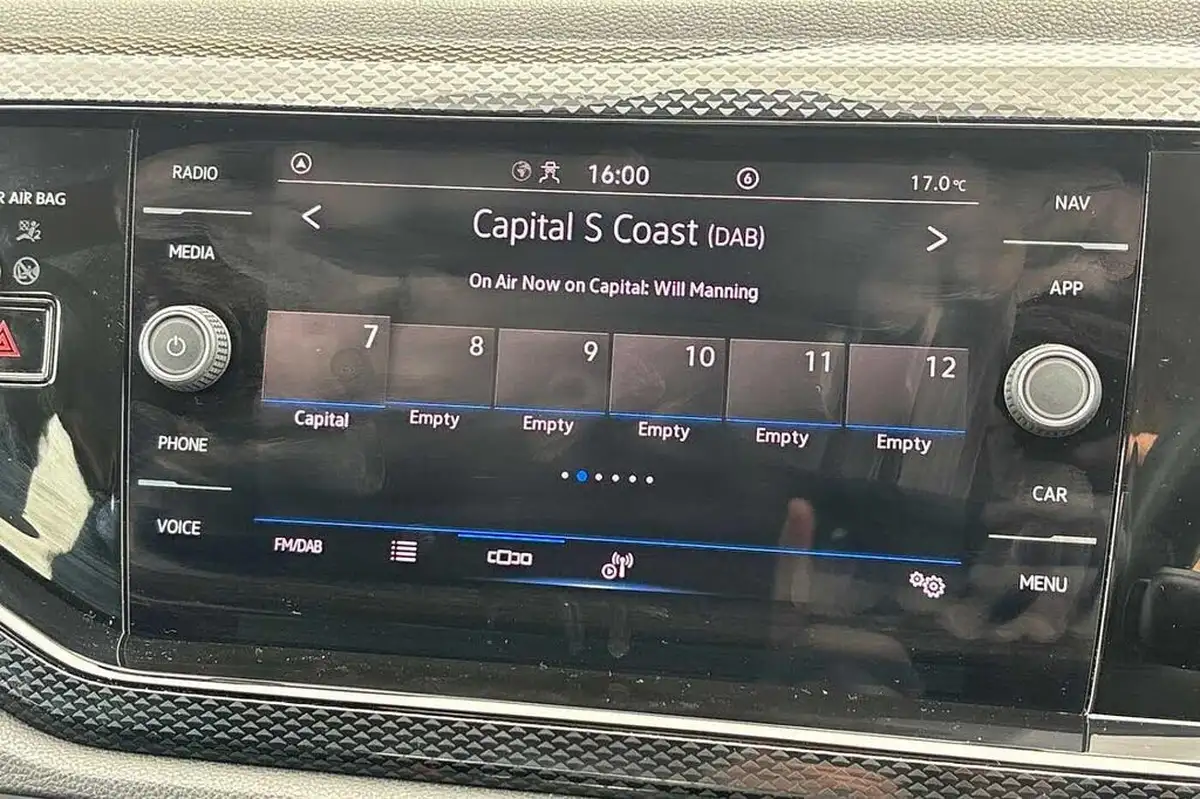 R AIR BAG
RADIO
MEDIA
PHONE
VOICE
16:00
6
17.0°C
Capital S Coast (DAB)
On Air Now on Capital: Will Manning
7 8 9 10 11 12
Capital Empty Empty Empty Empty Empty
FM/DAB
NAV
APP
CAR
MENU